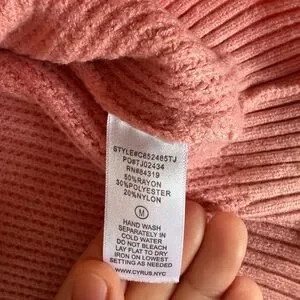 STYLE#C852465TJ
PO#TJ02434
RN#84319
50%RAYON
30%POLYESTER
20%NYLON
M
HAND WASH
SEPARATELY IN
COLD WATER
DO NOT BLEACH
LAY FLAT TO DRY
IRON ON LOWEST
SETTING AS NEEDED
WWW.CYRUS.NYC